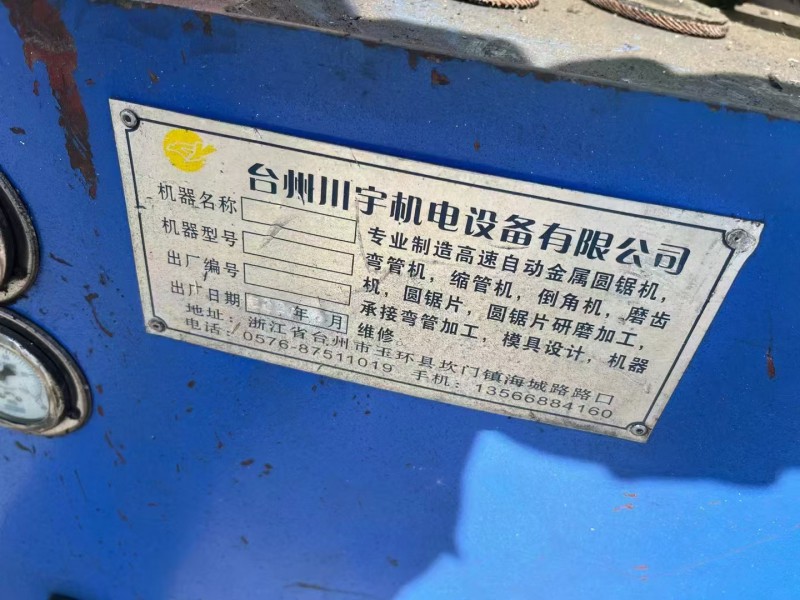 台州川宇机电设备有限公司
机器名称
机器型号
出厂编号
出厂日期 年 月
专业制造高速自动金属圆锯机，
弯管机，缩管机，倒角机，磨齿
机，圆锯片，圆锯片研磨加工，
承接弯管加工，模具设计，机器
维修
地址：浙江省台州市玉环县坎门镇海城路路口
电话：0576-87511019 手机：13566884160